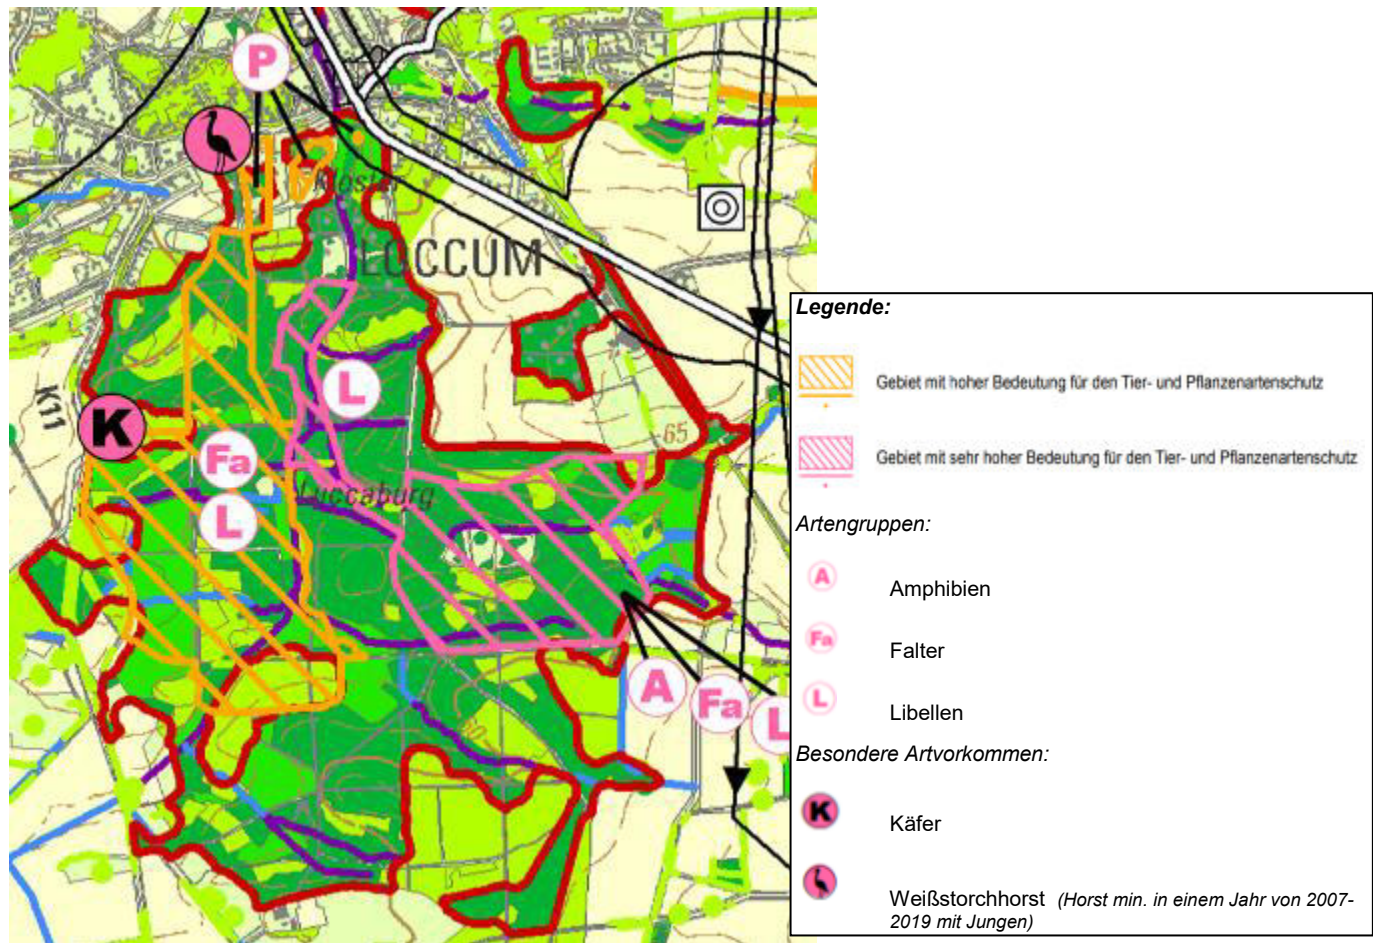 P
Kloster
LOCCUM
K11
L
K
65
Fa
Luccaburg
L
60
A
Fa
L
Legende:
Gebiet mit hoher Bedeutung für den Tier- und Pflanzenartenschutz
Gebiet mit sehr hoher Bedeutung für den Tier- und Pflanzenartenschutz
Artengruppen:
A
Amphibien
Fa
Falter
L
Libellen
Besondere Artvorkommen:
K
Käfer
Weißstorchhorst (Horst min. in einem Jahr von 2007-
2019 mit Jungen)